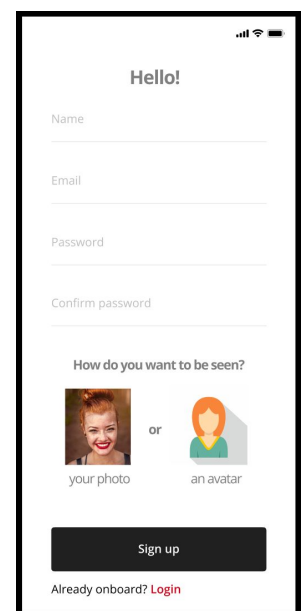 Hello!
Name
Email
Password
Confirm password
How do you want to be seen?
or
your photo
an avatar
Sign up
Already onboard? Login